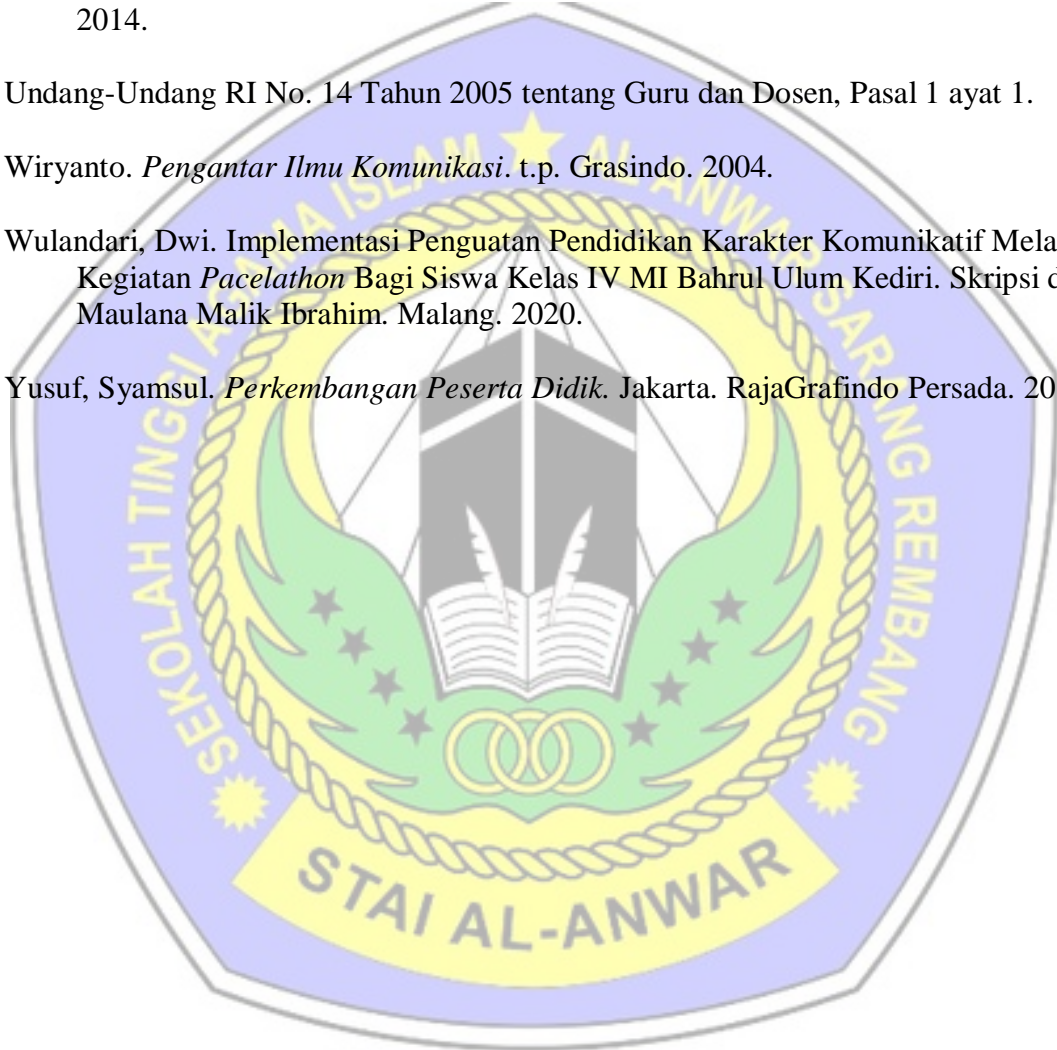 2014.
Undang-Undang RI No. 14 Tahun 2005 tentang Guru dan Dosen, Pasal 1 ayat 1.
Wiryanto. Pengantar Ilmu Komunikasi. t.p. Grasindo. 2004.
Wulandari, Dwi. Implementasi Penguatan Pendidikan Karakter Komunikatif Mela
Kegiatan Pacelathon Bagi Siswa Kelas IV MI Bahrul Ulum Kediri. Skripsi d
Maulana Malik Ibrahim. Malang. 2020.
Yusuf, Syamsul. Perkembangan Peserta Didik. Jakarta. RajaGrafindo Persada. 20
SEKOLAH TINGGI AGAMA ISLAM AL-ANWAR SARANG REMBANG
STAI AL-ANWAR